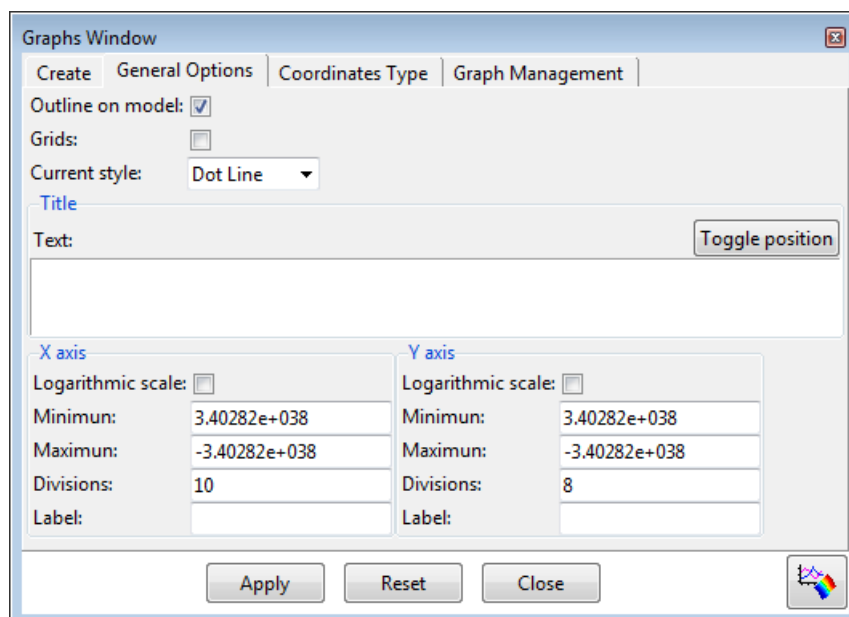 Graphs Window
Create General Options Coordinates Type Graph Management
Outline on model:
Grids:
Current style: Dot Line
Title
Text: Toggle position
X axis Y axis
Logarithmic scale: Logarithmic scale:
Minimun: 3.40282e+038 Minimun: 3.40282e+038
Maximun: -3.40282e+038 Maximun: -3.40282e+038
Divisions: 10 Divisions: 8
Label: Label:
Apply Reset Close